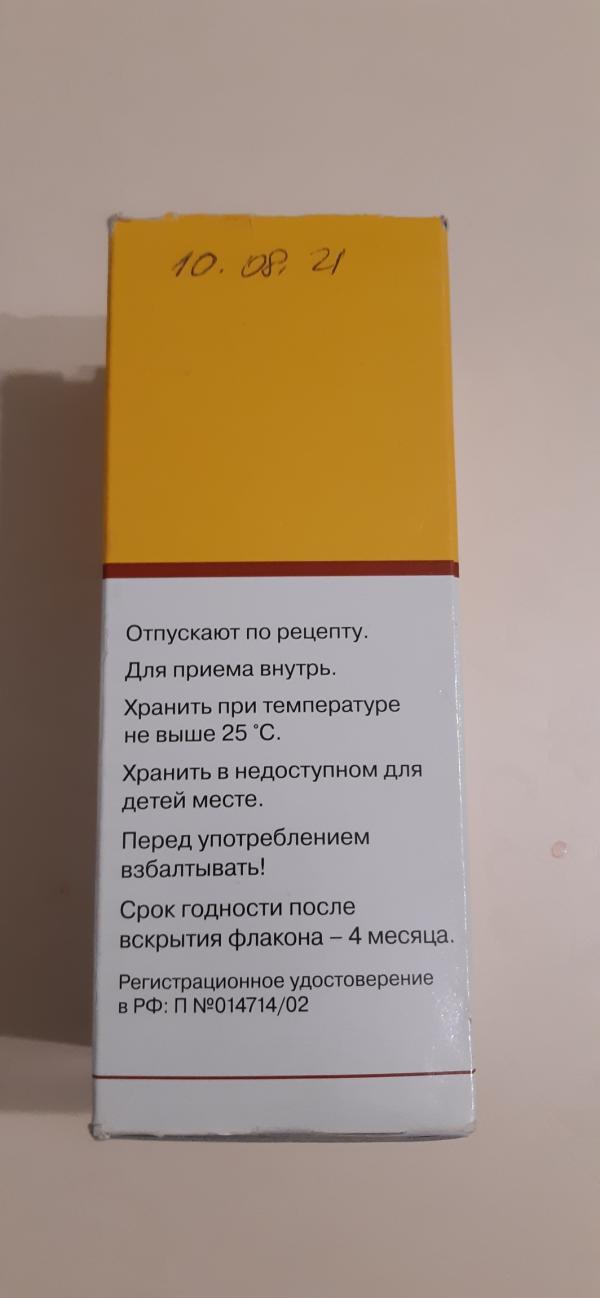 10. 08. 21
Отпускают по рецепту.
Для приема внутрь.
Хранить при температуре
не выше 25 °С.
Хранить в недоступном для
детей месте.
Перед употреблением
взбалтывать!
Срок годности после
вскрытия флакона – 4 месяца.
Регистрационное удостоверение
в РФ: П №014714/02